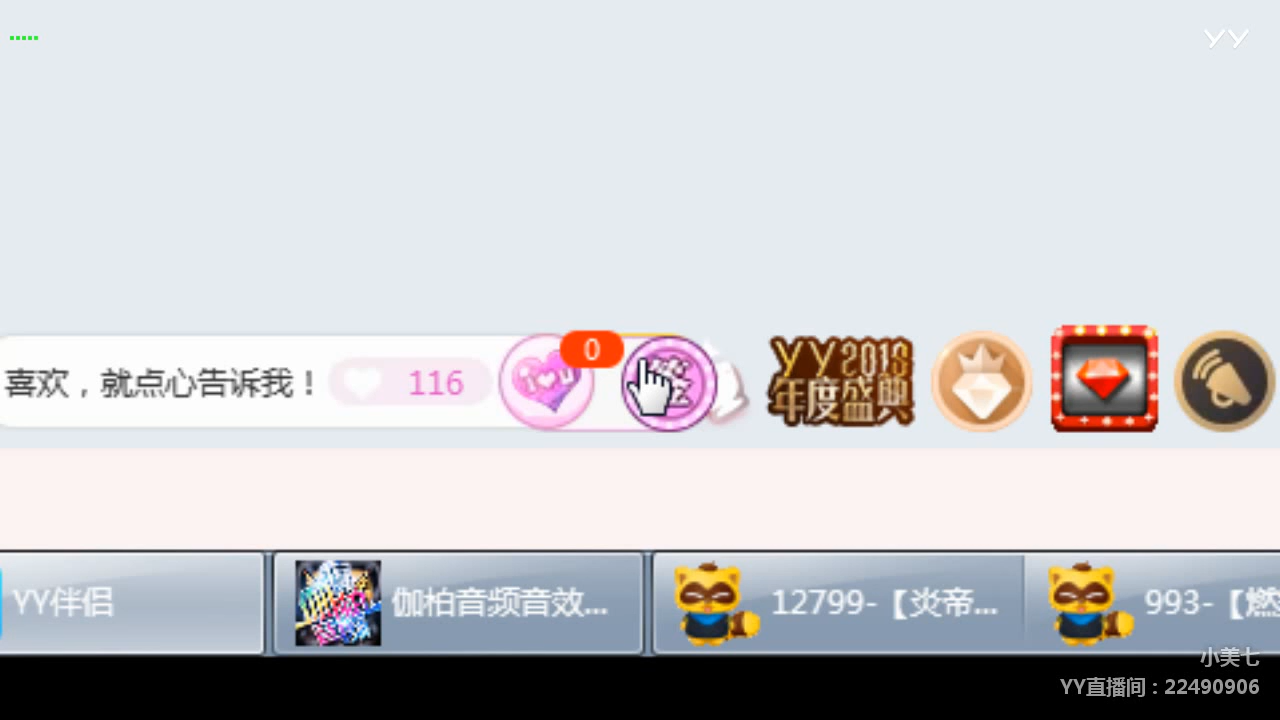 YY
喜欢，就点心告诉我！
116
I U
0
YY2018
年度盛典
YY伴侣
伽柏音频音效...
12799-【炎帝...
993-【燃
小美七
YY直播间：22490906